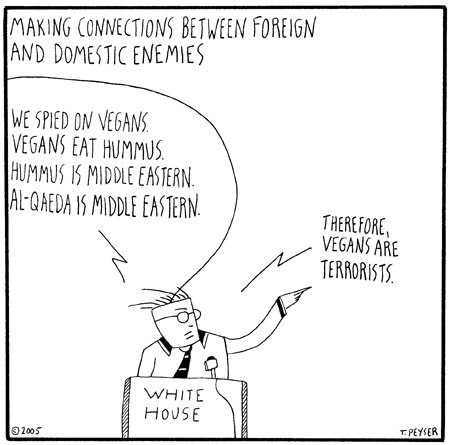 MAKING CONNECTIONS BETWEEN FOREIGN
AND DOMESTIC ENEMIES
WE SPIED ON VEGANS.
VEGANS EAT HUMMUS.
HUMMUS IS MIDDLE EASTERN.
AL-QAEDA IS MIDDLE EASTERN.
THEREFORE,
VEGANS ARE
TERRORISTS.
WHITE
HOUSE
©2005
T. PEYSER